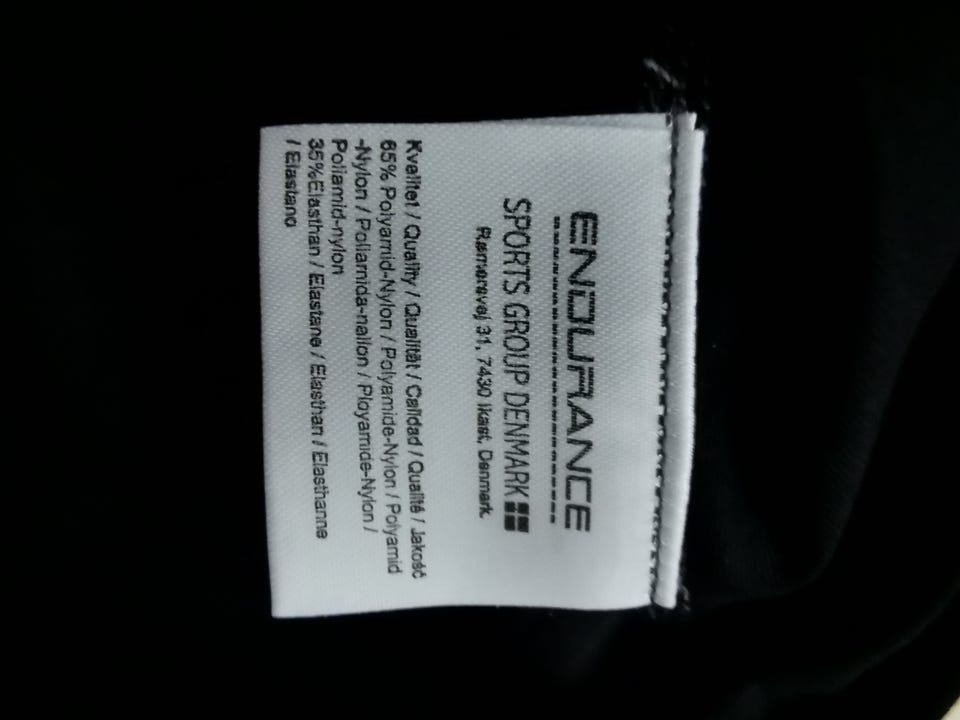 ENDURANCE
SPORTS GROUP DENMARK
Rømersvej 31, 7430 Ikast, Denmark
Kvalitet / Quality / Qualität / Calidad / Qualité / Jakość
65% Polyamid-Nylon / Polyamide-Nylon / Polyamid
-Nylon / Poliamida-nailon / Ployamide-Nylon /
Poliamid-nylon
35%Elasthan / Elastane / Elasthan / Elasthanne
/ Elastano